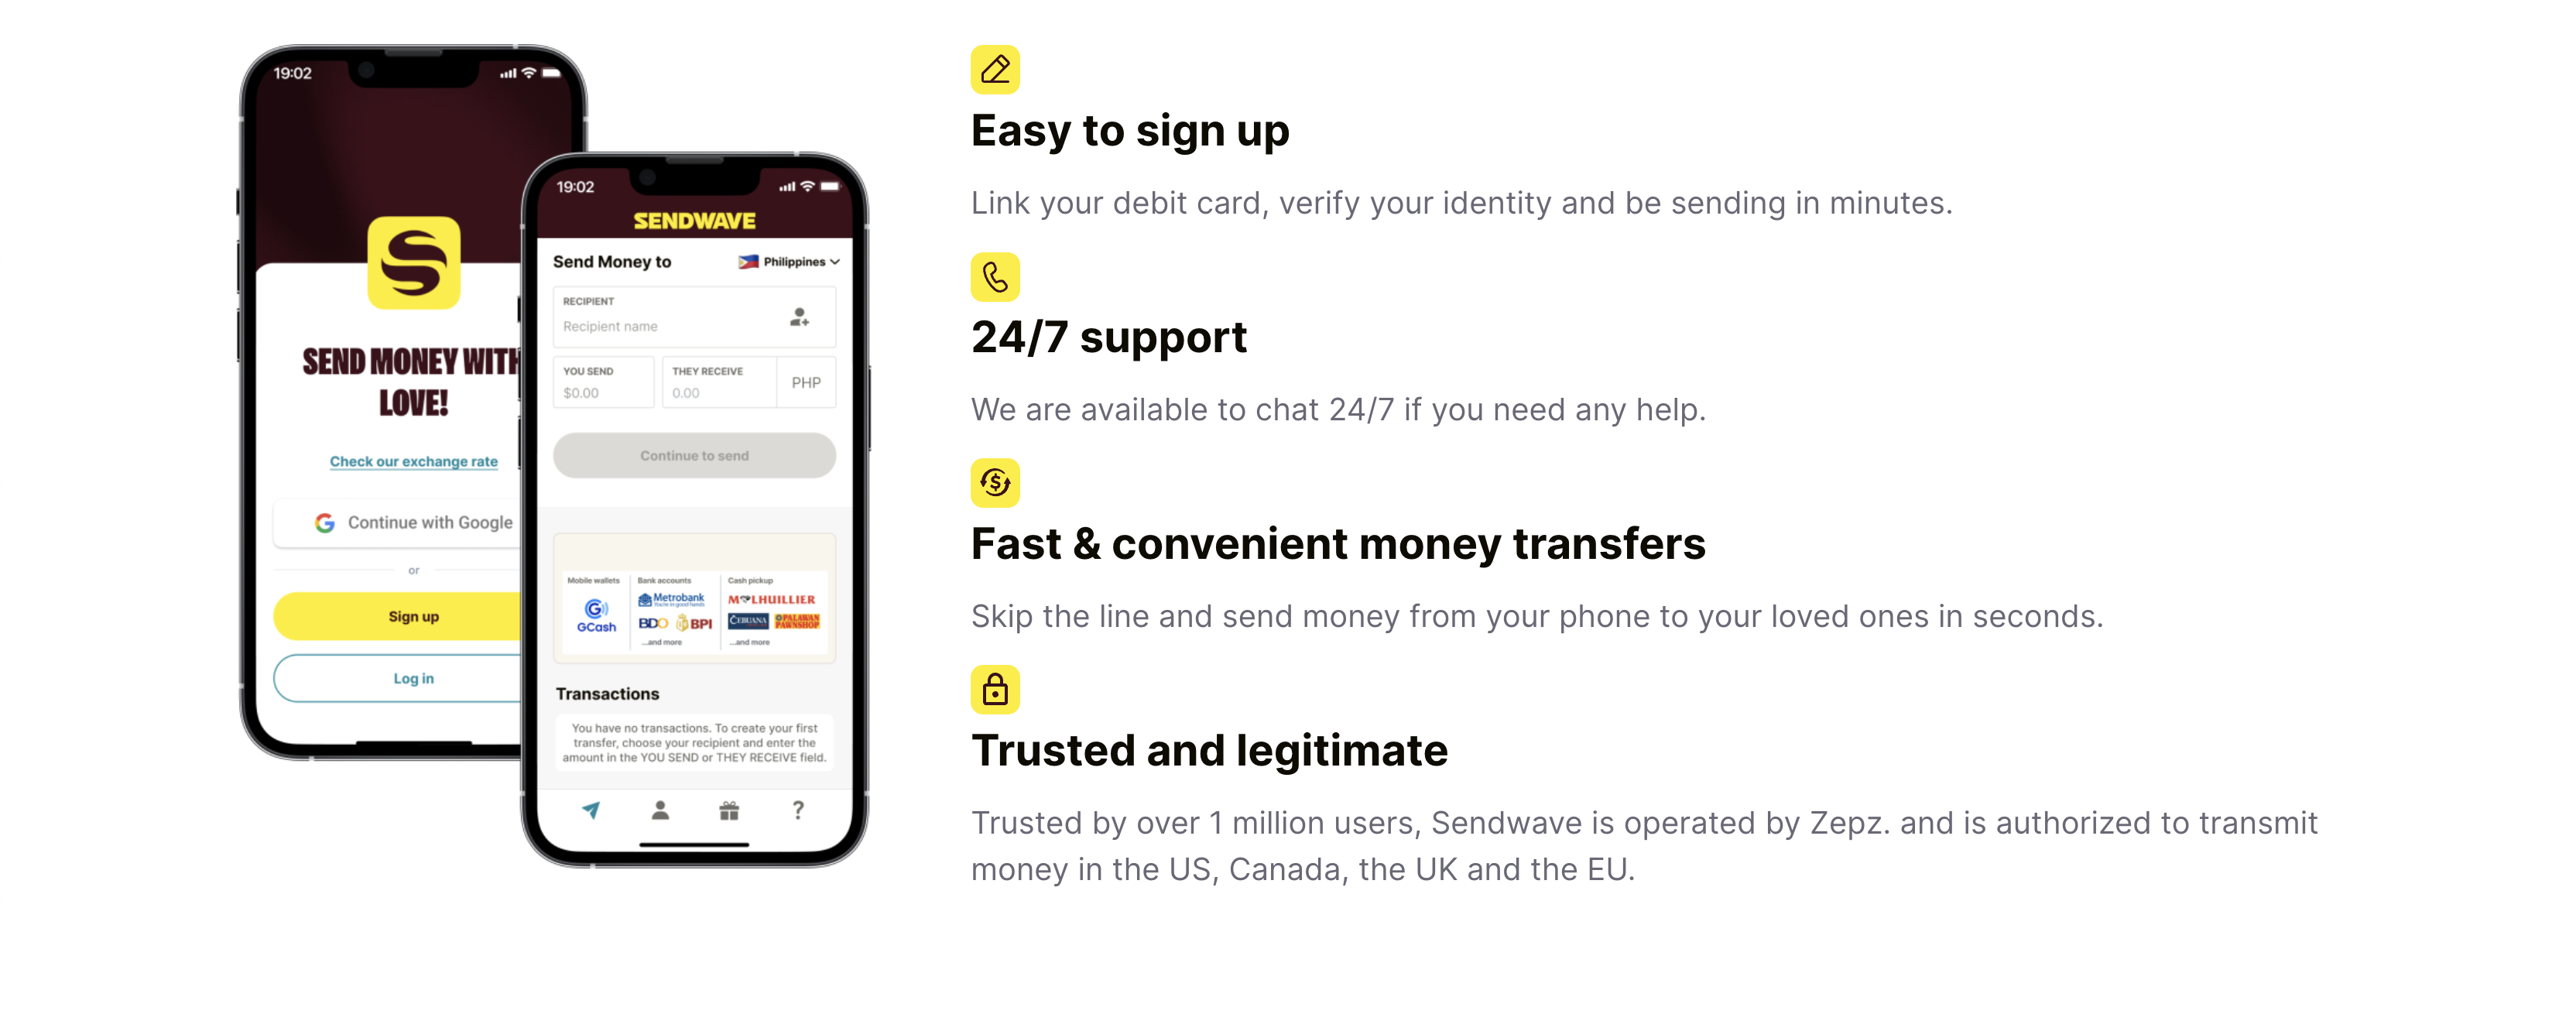 19:02
SEND MONEY WITH
LOVE!
Check our exchange rate
Continue with Google
or
Sign up
Log in
19:02
SENDWAVE
Send Money to
Philippines
RECIPIENT
Recipient name
YOU SEND
$0.00
THEY RECEIVE
0.00
PHP
Continue to send
Mobile wallets
GCash
Bank accounts
Metrobank
You're in good hands
BDO BPI
...and more
Cash pickup
M LHUILLIER
CEBUANA
PALAWAN
PAWNSHOP
...and more
Transactions
You have no transactions. To create your first
transfer, choose your recipient and enter the
amount in the YOU SEND or THEY RECEIVE field.
Easy to sign up
Link your debit card, verify your identity and be sending in minutes.
24/7 support
We are available to chat 24/7 if you need any help.
Fast & convenient money transfers
Skip the line and send money from your phone to your loved ones in seconds.
Trusted and legitimate
Trusted by over 1 million users, Sendwave is operated by Zepz. and is authorized to transmit
money in the US, Canada, the UK and the EU.